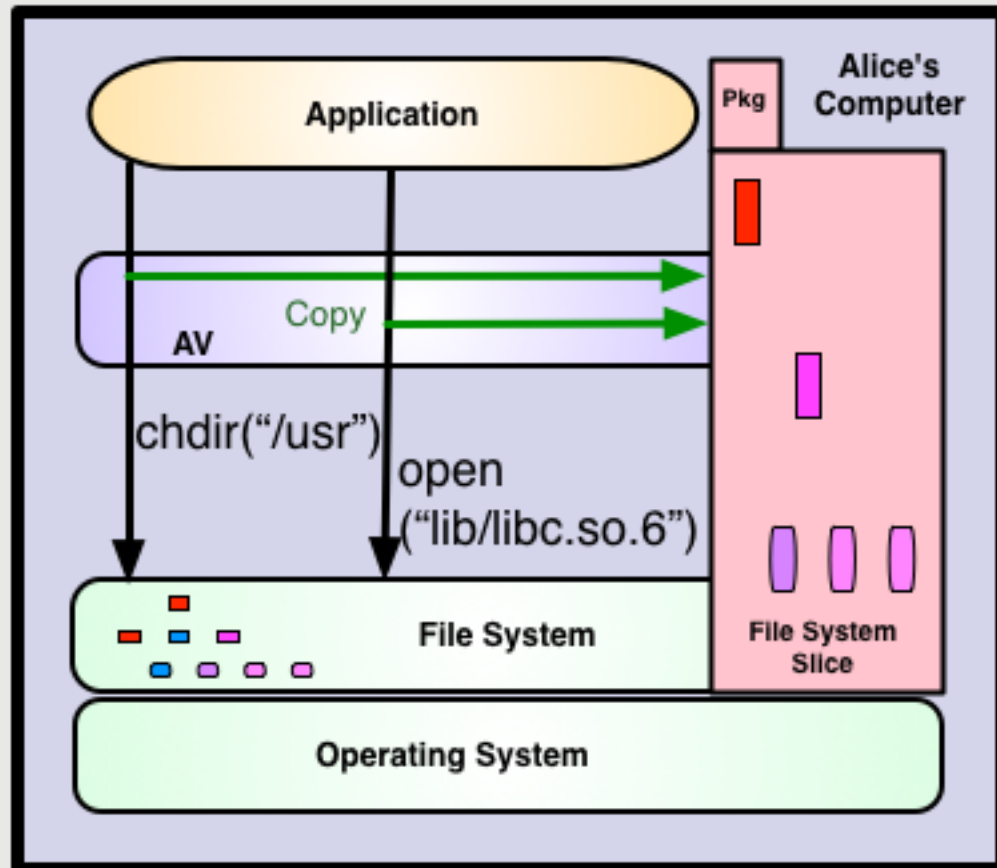 Application
Pkg
Alice's
Computer
Copy
AV
chdir(“/usr”)
open
(“lib/libc.so.6”)
File System
File System
Slice
Operating System